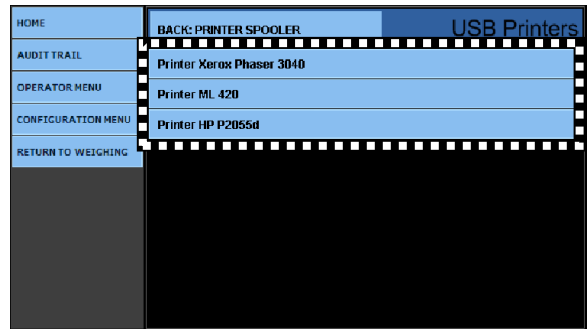 HOME
AUDIT TRAIL
OPERATOR MENU
CONFIGURATION MENU
RETURN TO WEIGHING
BACK: PRINTER SPOOLER
USB Printers
Printer Xerox Phaser 3040
Printer ML 420
Printer HP P2055d